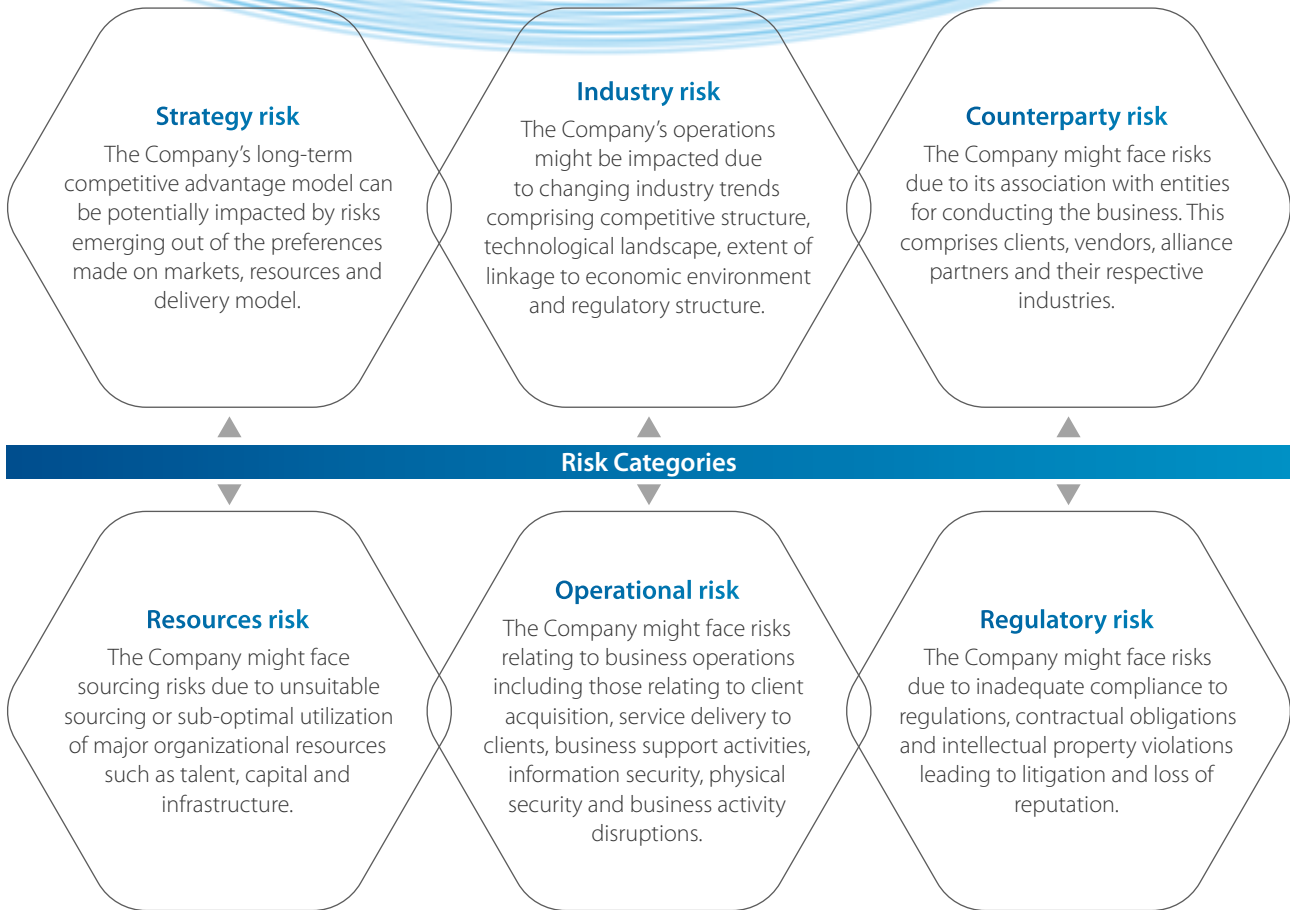 Strategy risk
The Company's long-term
competitive advantage model can
be potentially impacted by risks
emerging out of the preferences
made on markets, resources and
delivery model.
Industry risk
The Company's operations
might be impacted due
to changing industry trends
comprising competitive structure,
technological landscape, extent of
linkage to economic environment
and regulatory structure.
Counterparty risk
The Company might face risks
due to its association with entities
for conducting the business. This
comprises clients, vendors, alliance
partners and their respective
industries.
Risk Categories
Resources risk
The Company might face
sourcing risks due to unsuitable
sourcing or sub-optimal utilization
of major organizational resources
such as talent, capital and
infrastructure.
Operational risk
The Company might face risks
relating to business operations
including those relating to client
acquisition, service delivery to
clients, business support activities,
information security, physical
security and business activity
disruptions.
Regulatory risk
The Company might face risks
due to inadequate compliance to
regulations, contractual obligations
and intellectual property violations
leading to litigation and loss of
reputation.